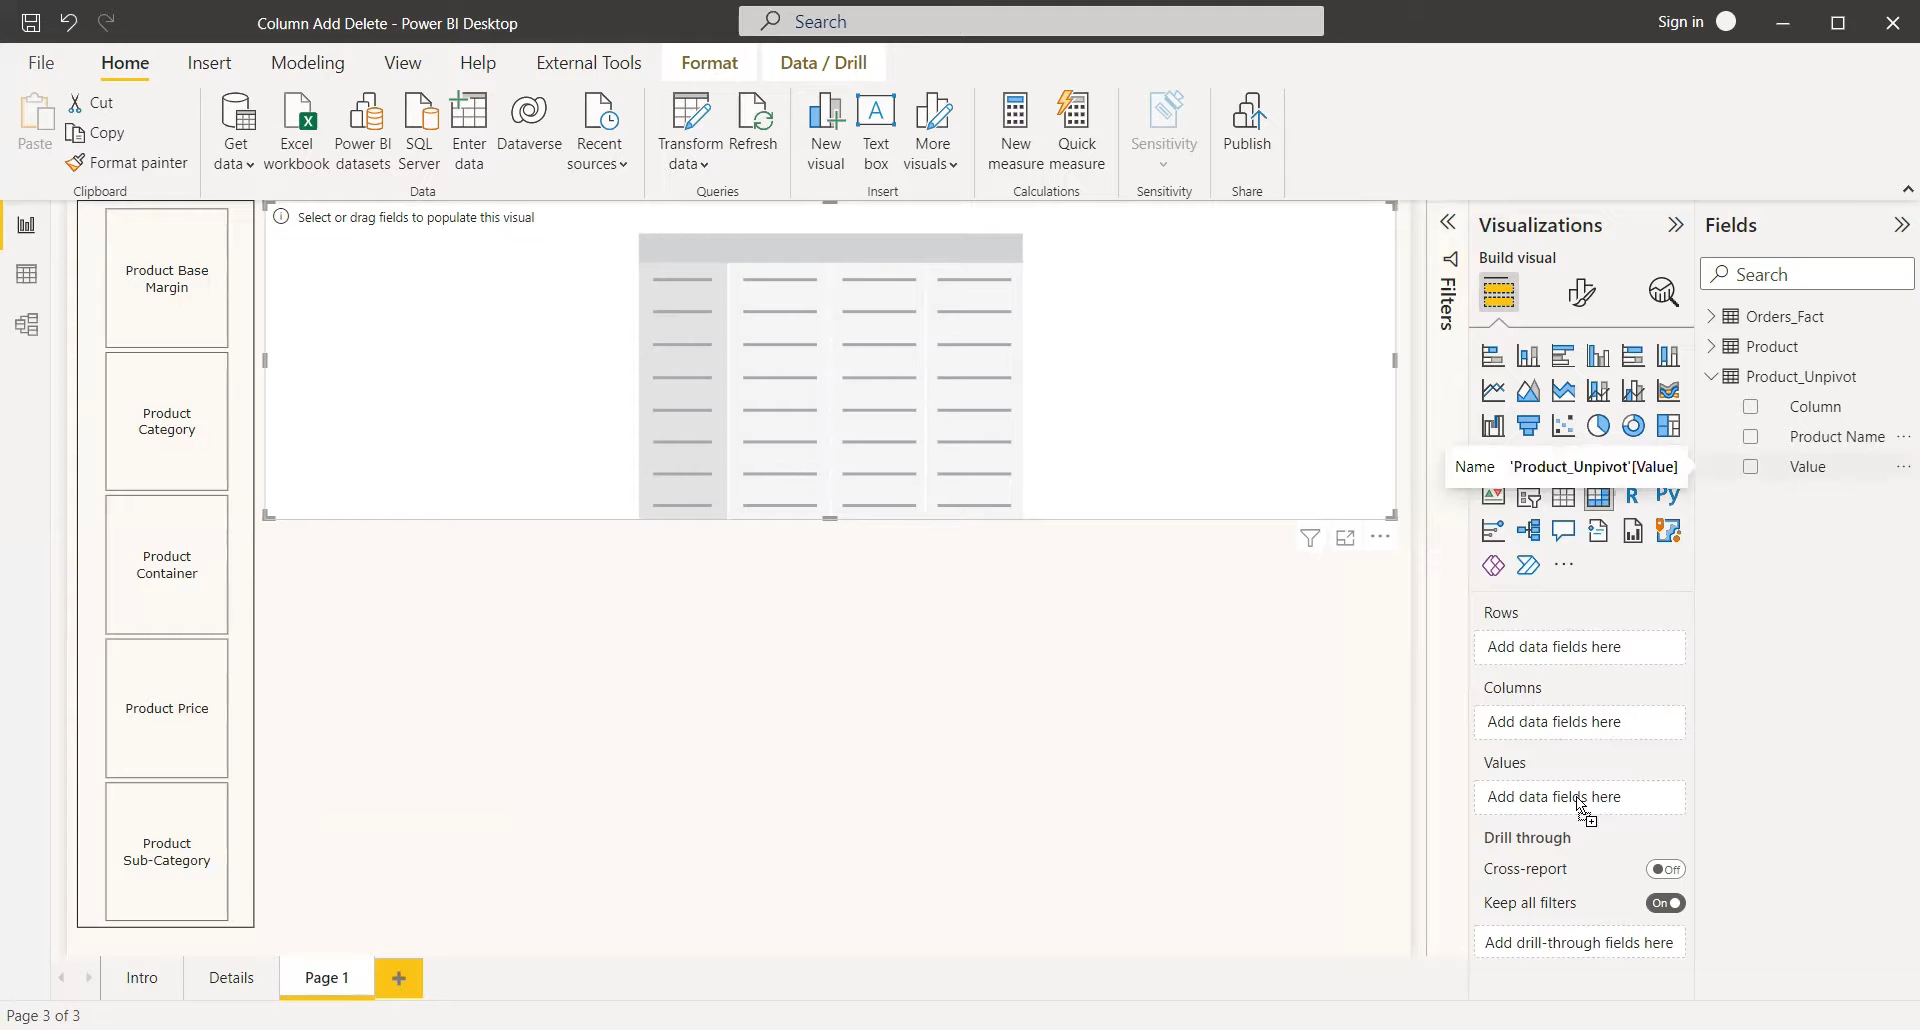 Column Add Delete - Power BI Desktop
Search
Sign in
File
Home
Insert
Modeling
View
Help
External Tools
Format
Data / Drill
Paste
Cut
Copy
Format painter
Clipboard
Get
data
Excel
workbook
Power BI
datasets
SQL
Server
Enter
data
Dataverse
Recent
sources
Data
Transform
data
Refresh
Queries
New
visual
Text
box
More
visuals
Insert
New
measure
Quick
measure
Calculations
Sensitivity
Sensitivity
Publish
Share
Product Base
Margin
Product
Category
Product
Container
Product Price
Product
Sub-Category
Select or drag fields to populate this visual
Filters
Visualizations
Build visual
Name 'Product_Unpivot'[Value]
R
Py
Rows
Add data fields here
Columns
Add data fields here
Values
Add data fields here
Drill through
Cross-report
Off
Keep all filters
On
Add drill-through fields here
Fields
Search
Orders_Fact
Product
Product_Unpivot
Column
Product Name
Value
Intro
Details
Page 1
Page 3 of 3